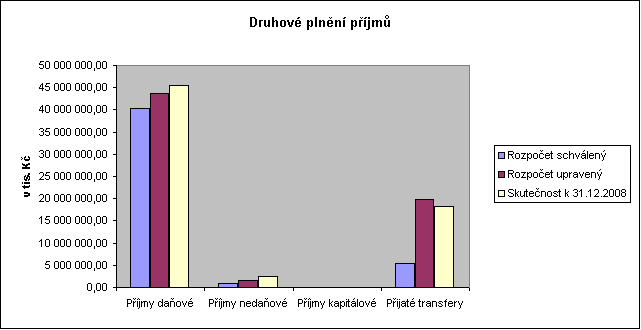 Druhové plnění příjmů
v tis. Kč
50 000 000,00
45 000 000,00
40 000 000,00
35 000 000,00
30 000 000,00
25 000 000,00
20 000 000,00
15 000 000,00
10 000 000,00
5 000 000,00
0,00
Příjmy daňové
Příjmy nedaňové
Příjmy kapitálové
Přijaté transfery
Rozpočet schválený
Rozpočet upravený
Skutečnost k 31.12.2008